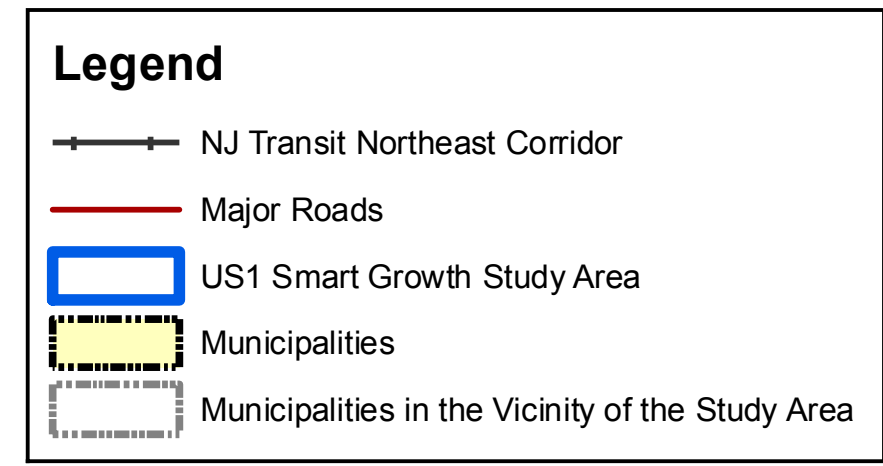 Legend
NJ Transit Northeast Corridor
Major Roads
US1 Smart Growth Study Area
Municipalities
Municipalities in the Vicinity of the Study Area